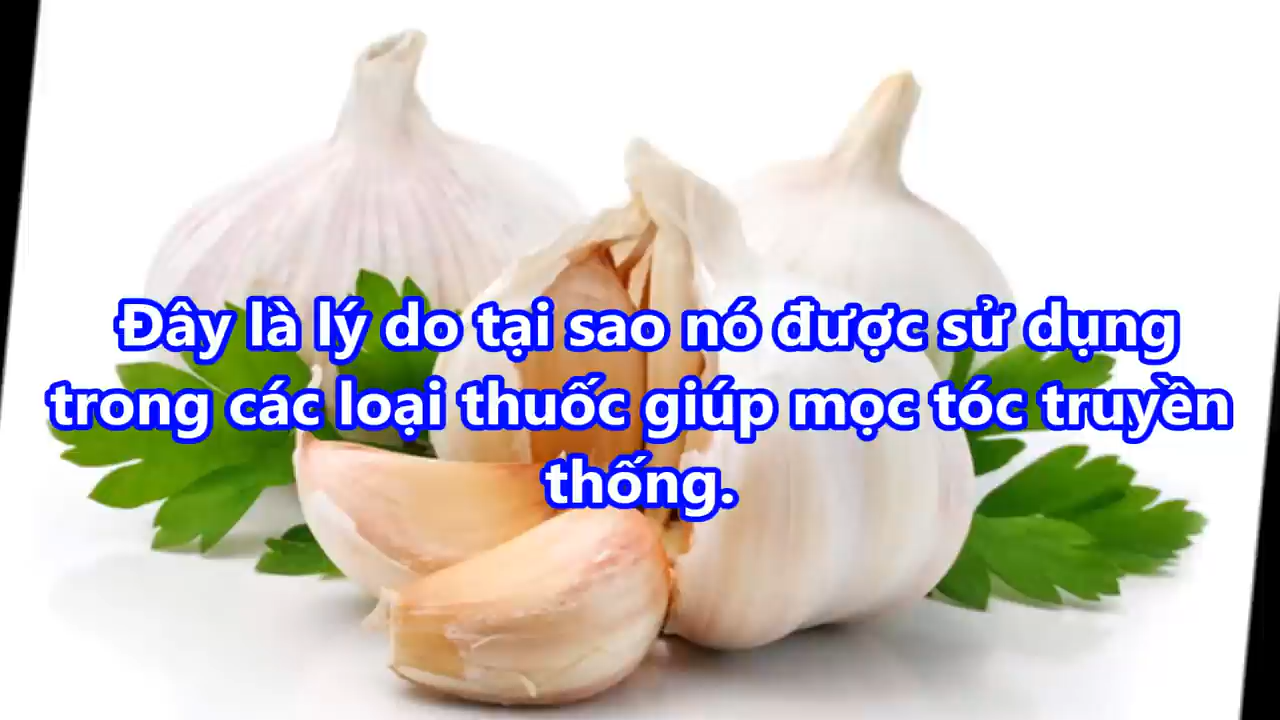 Đây là lý do tại sao nó được sử dụng
trong các loại thuốc giúp mọc tóc truyền
thống.